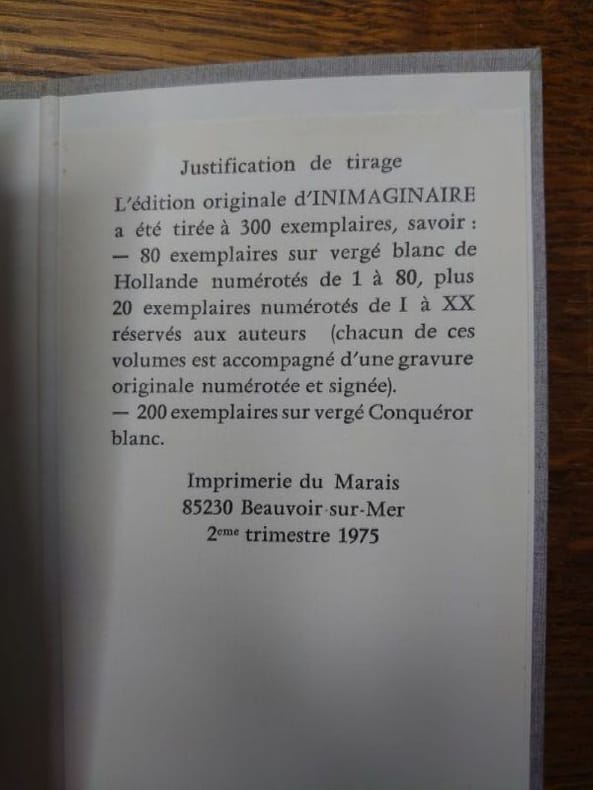 Justification de tirage
L'édition originale d'INIMAGINAIRE
a été tirée à 300 exemplaires, savoir :
— 80 exemplaires sur vergé blanc de
Hollande numérotés de 1 à 80, plus
20 exemplaires numérotés de I à XX
réservés aux auteurs (chacun de ces
volumes est accompagné d'une gravure
originale numérotée et signée).
— 200 exemplaires sur vergé Conquéror
blanc.
Imprimerie du Marais
85230 Beauvoir-sur-Mer
2eme trimestre 1975